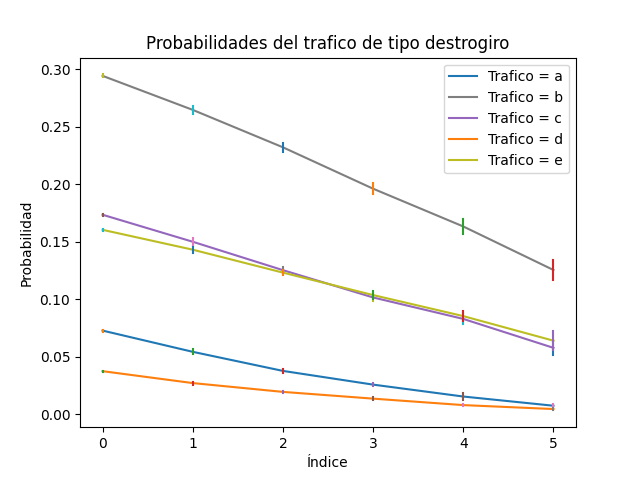 Probabilidades del trafico de tipo destrogiro
0.30
0.25
0.20
0.15
0.10
0.05
0.00
Probabilidad
Trafico = a
Trafico = b
Trafico = c
Trafico = d
Trafico = e
0 1 2 3 4 5
Índice